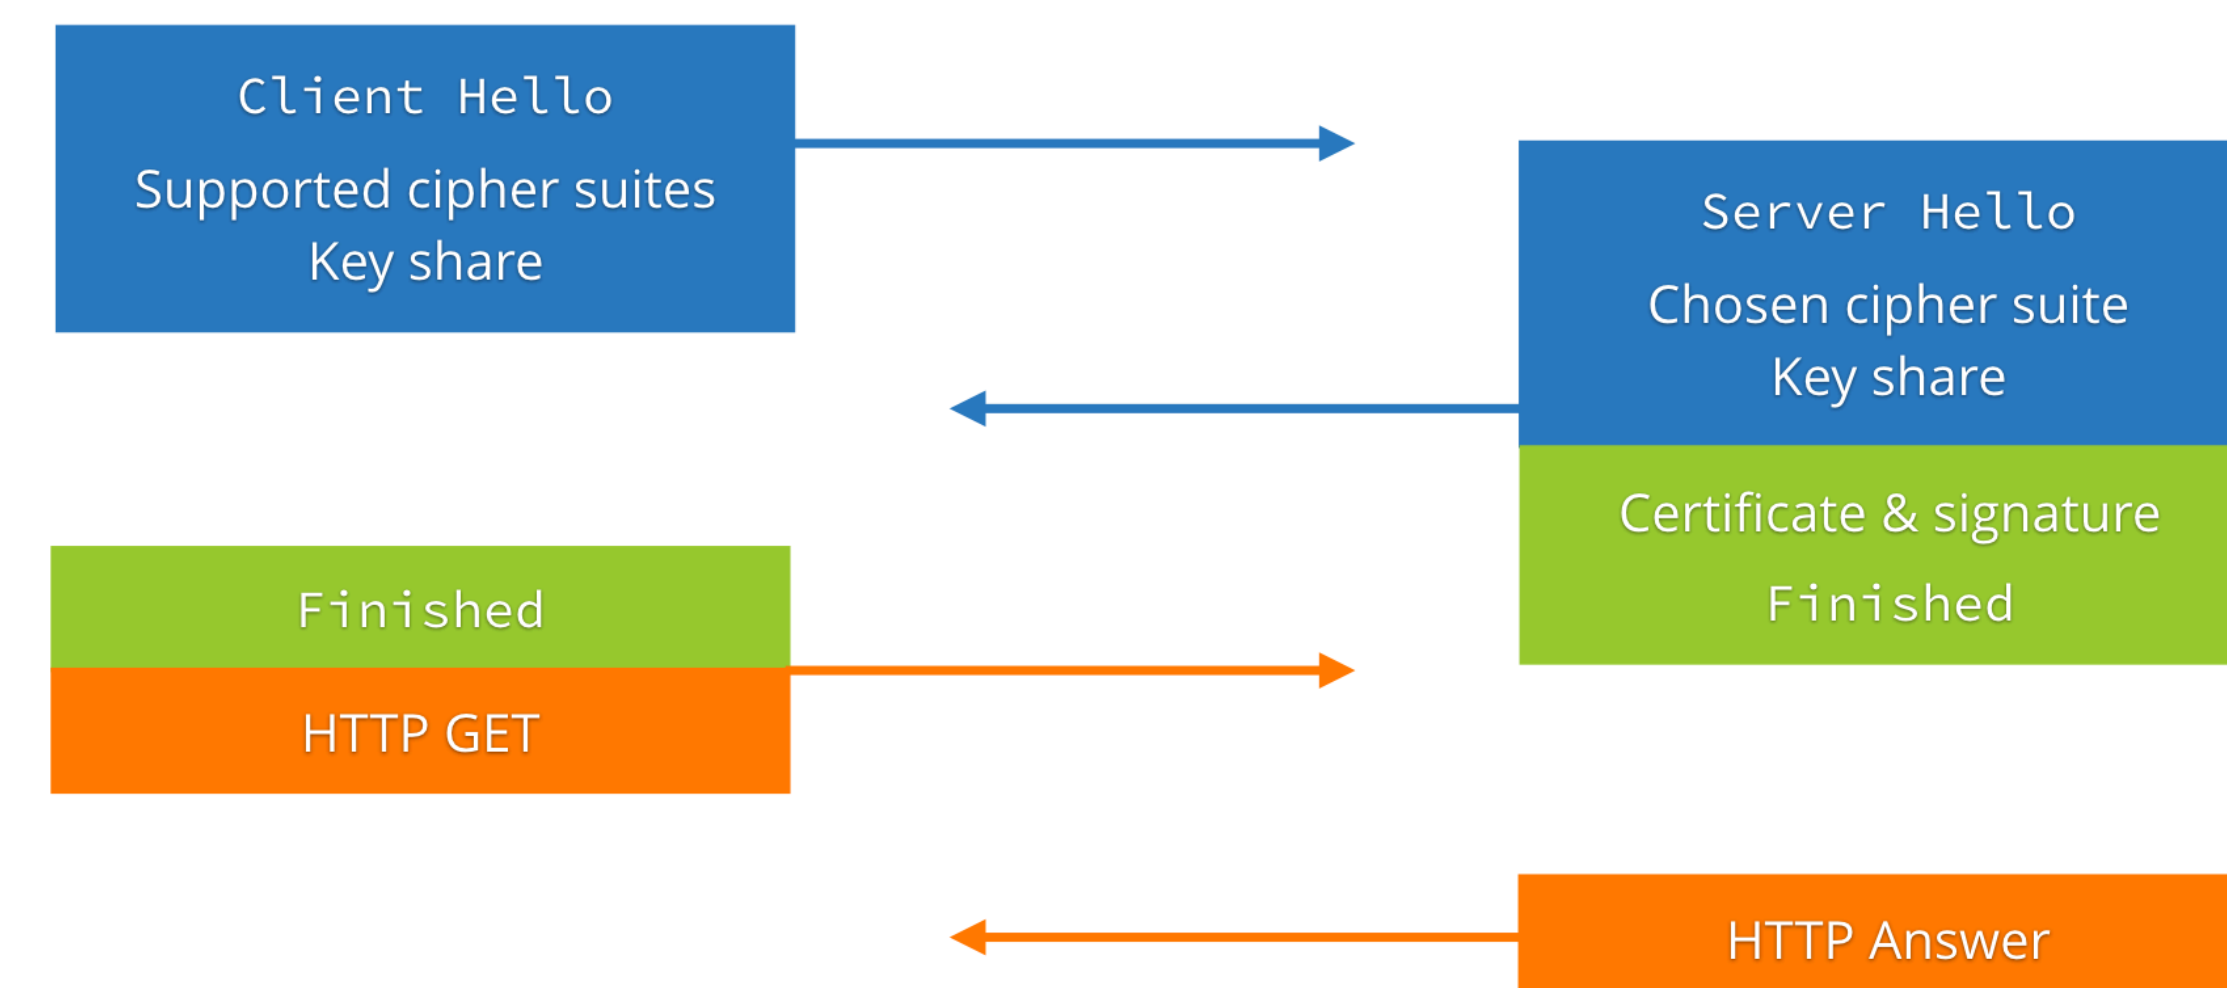 Client Hello
Supported cipher suites
Key share
Server Hello
Chosen cipher suite
Key share
Certificate & signature
Finished
Finished
HTTP GET
HTTP Answer